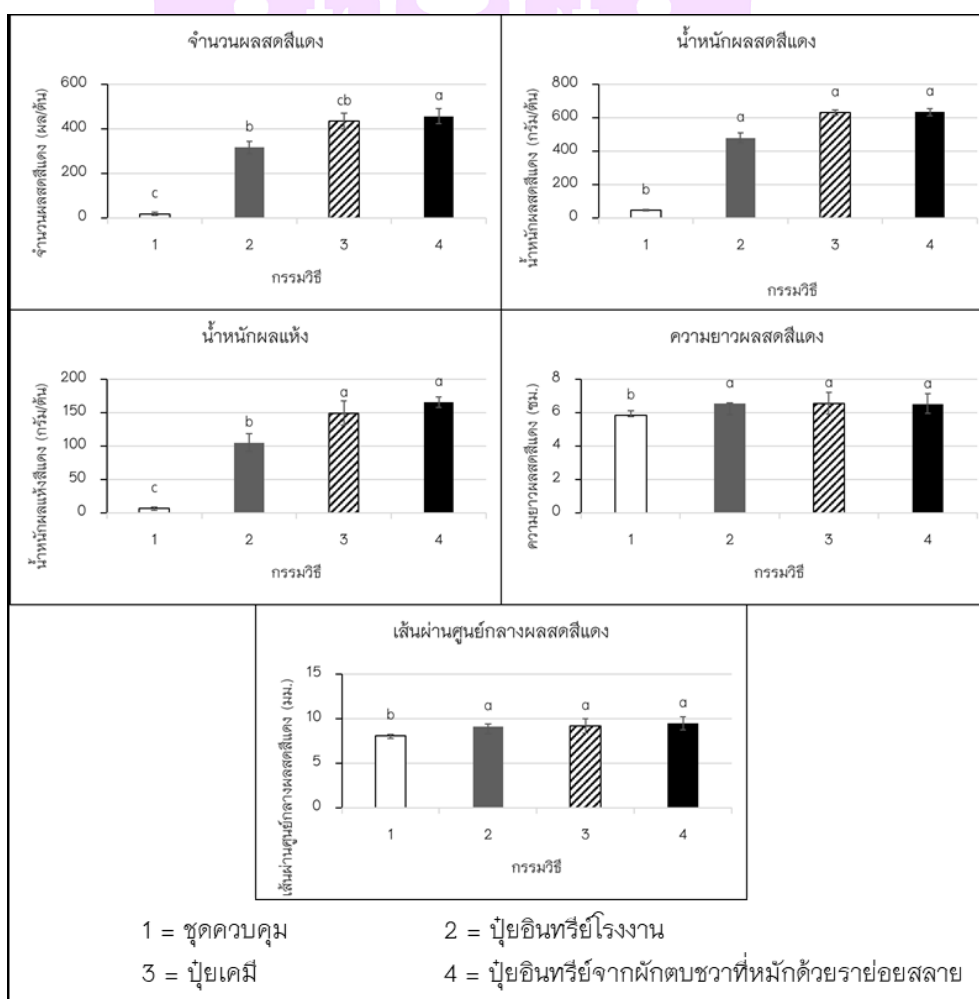 จำนวนผลสดสีแดง
จำนวนผลสดสีแดง (ผล/ต้น)
600
400
200
0
c
b
cb
a
1 2 3 4
กรรมวิธี
น้ำหนักผลสดสีแดง
น้ำหนักผลสดสีแดง (กรัม/ต้น)
800
600
400
200
0
b
a
a
a
1 2 3 4
กรรมวิธี
น้ำหนักผลแห้ง
น้ำหนักผลแห้งสีแดง (กรัม/ต้น)
200
150
100
50
0
c
b
a
a
1 2 3 4
กรรมวิธี
ความยาวผลสดสีแดง
ความยาวผลสดสีแดง (ซม.)
8
6
4
2
0
b
a
a
a
1 2 3 4
กรรมวิธี
เส้นผ่านศูนย์กลางผลสดสีแดง
เส้นผ่านศูนย์กลางผลสดสีแดง (มม.)
15
10
5
0
b
a
a
a
1 2 3 4
กรรมวิธี
1 = ชุดควบคุม 2 = ปุ๋ยอินทรีย์โรงงาน
3 = ปุ๋ยเคมี 4 = ปุ๋ยอินทรีย์จากผักตบชวาที่หมักด้วยราย่อยสลาย